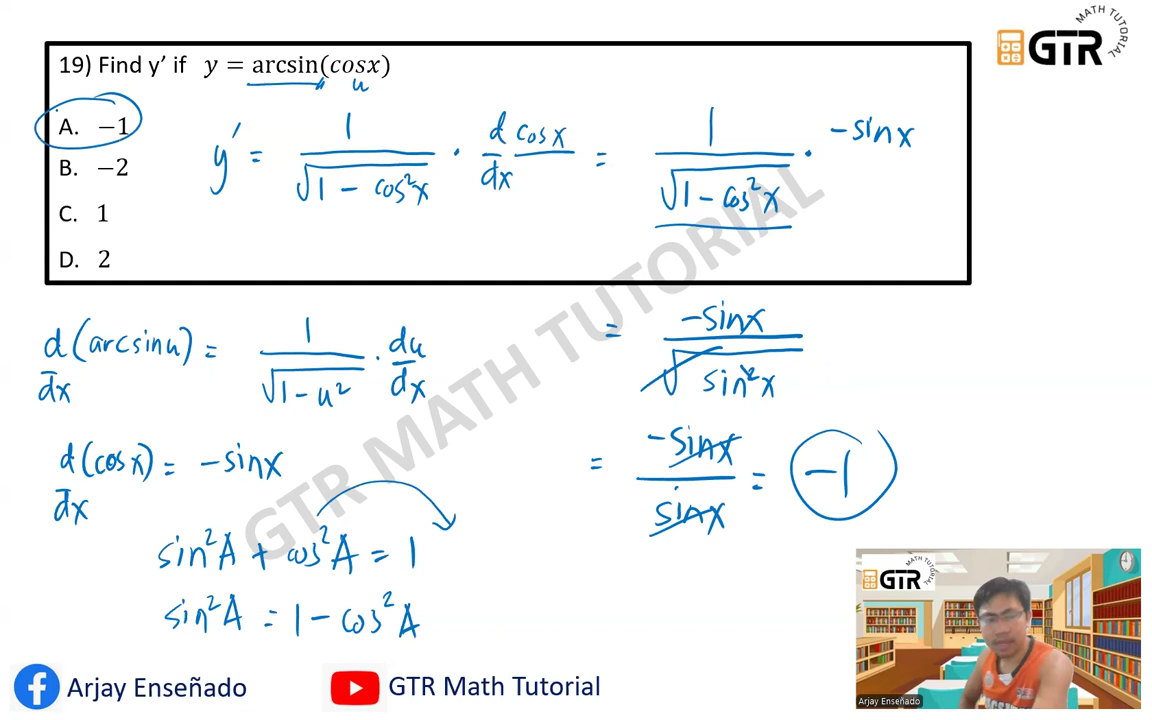 MATH TUTORIAL
GTR
19) Find y’ if y = arcsin(cosx)
u
A. −1
B. −2
C. 1
D. 2
y' = 1/√(1 − cos²x) · d/dx cosx = 1/√(1 − cos²x) · −sinx
d/dx (arcsinu) = 1/√(1−u²) · du/dx
= −sinx/√(sin²x)
d/dx (cosx) = −sinx
= −sinx/sinx = −1
sin²A + cos²A = 1
sin²A = 1 − cos²A
GTR MATH TUTORIAL
GTR
MATH TUTORIAL
Arjay Enseñado
GTR Math Tutorial
Arjay Enseñado